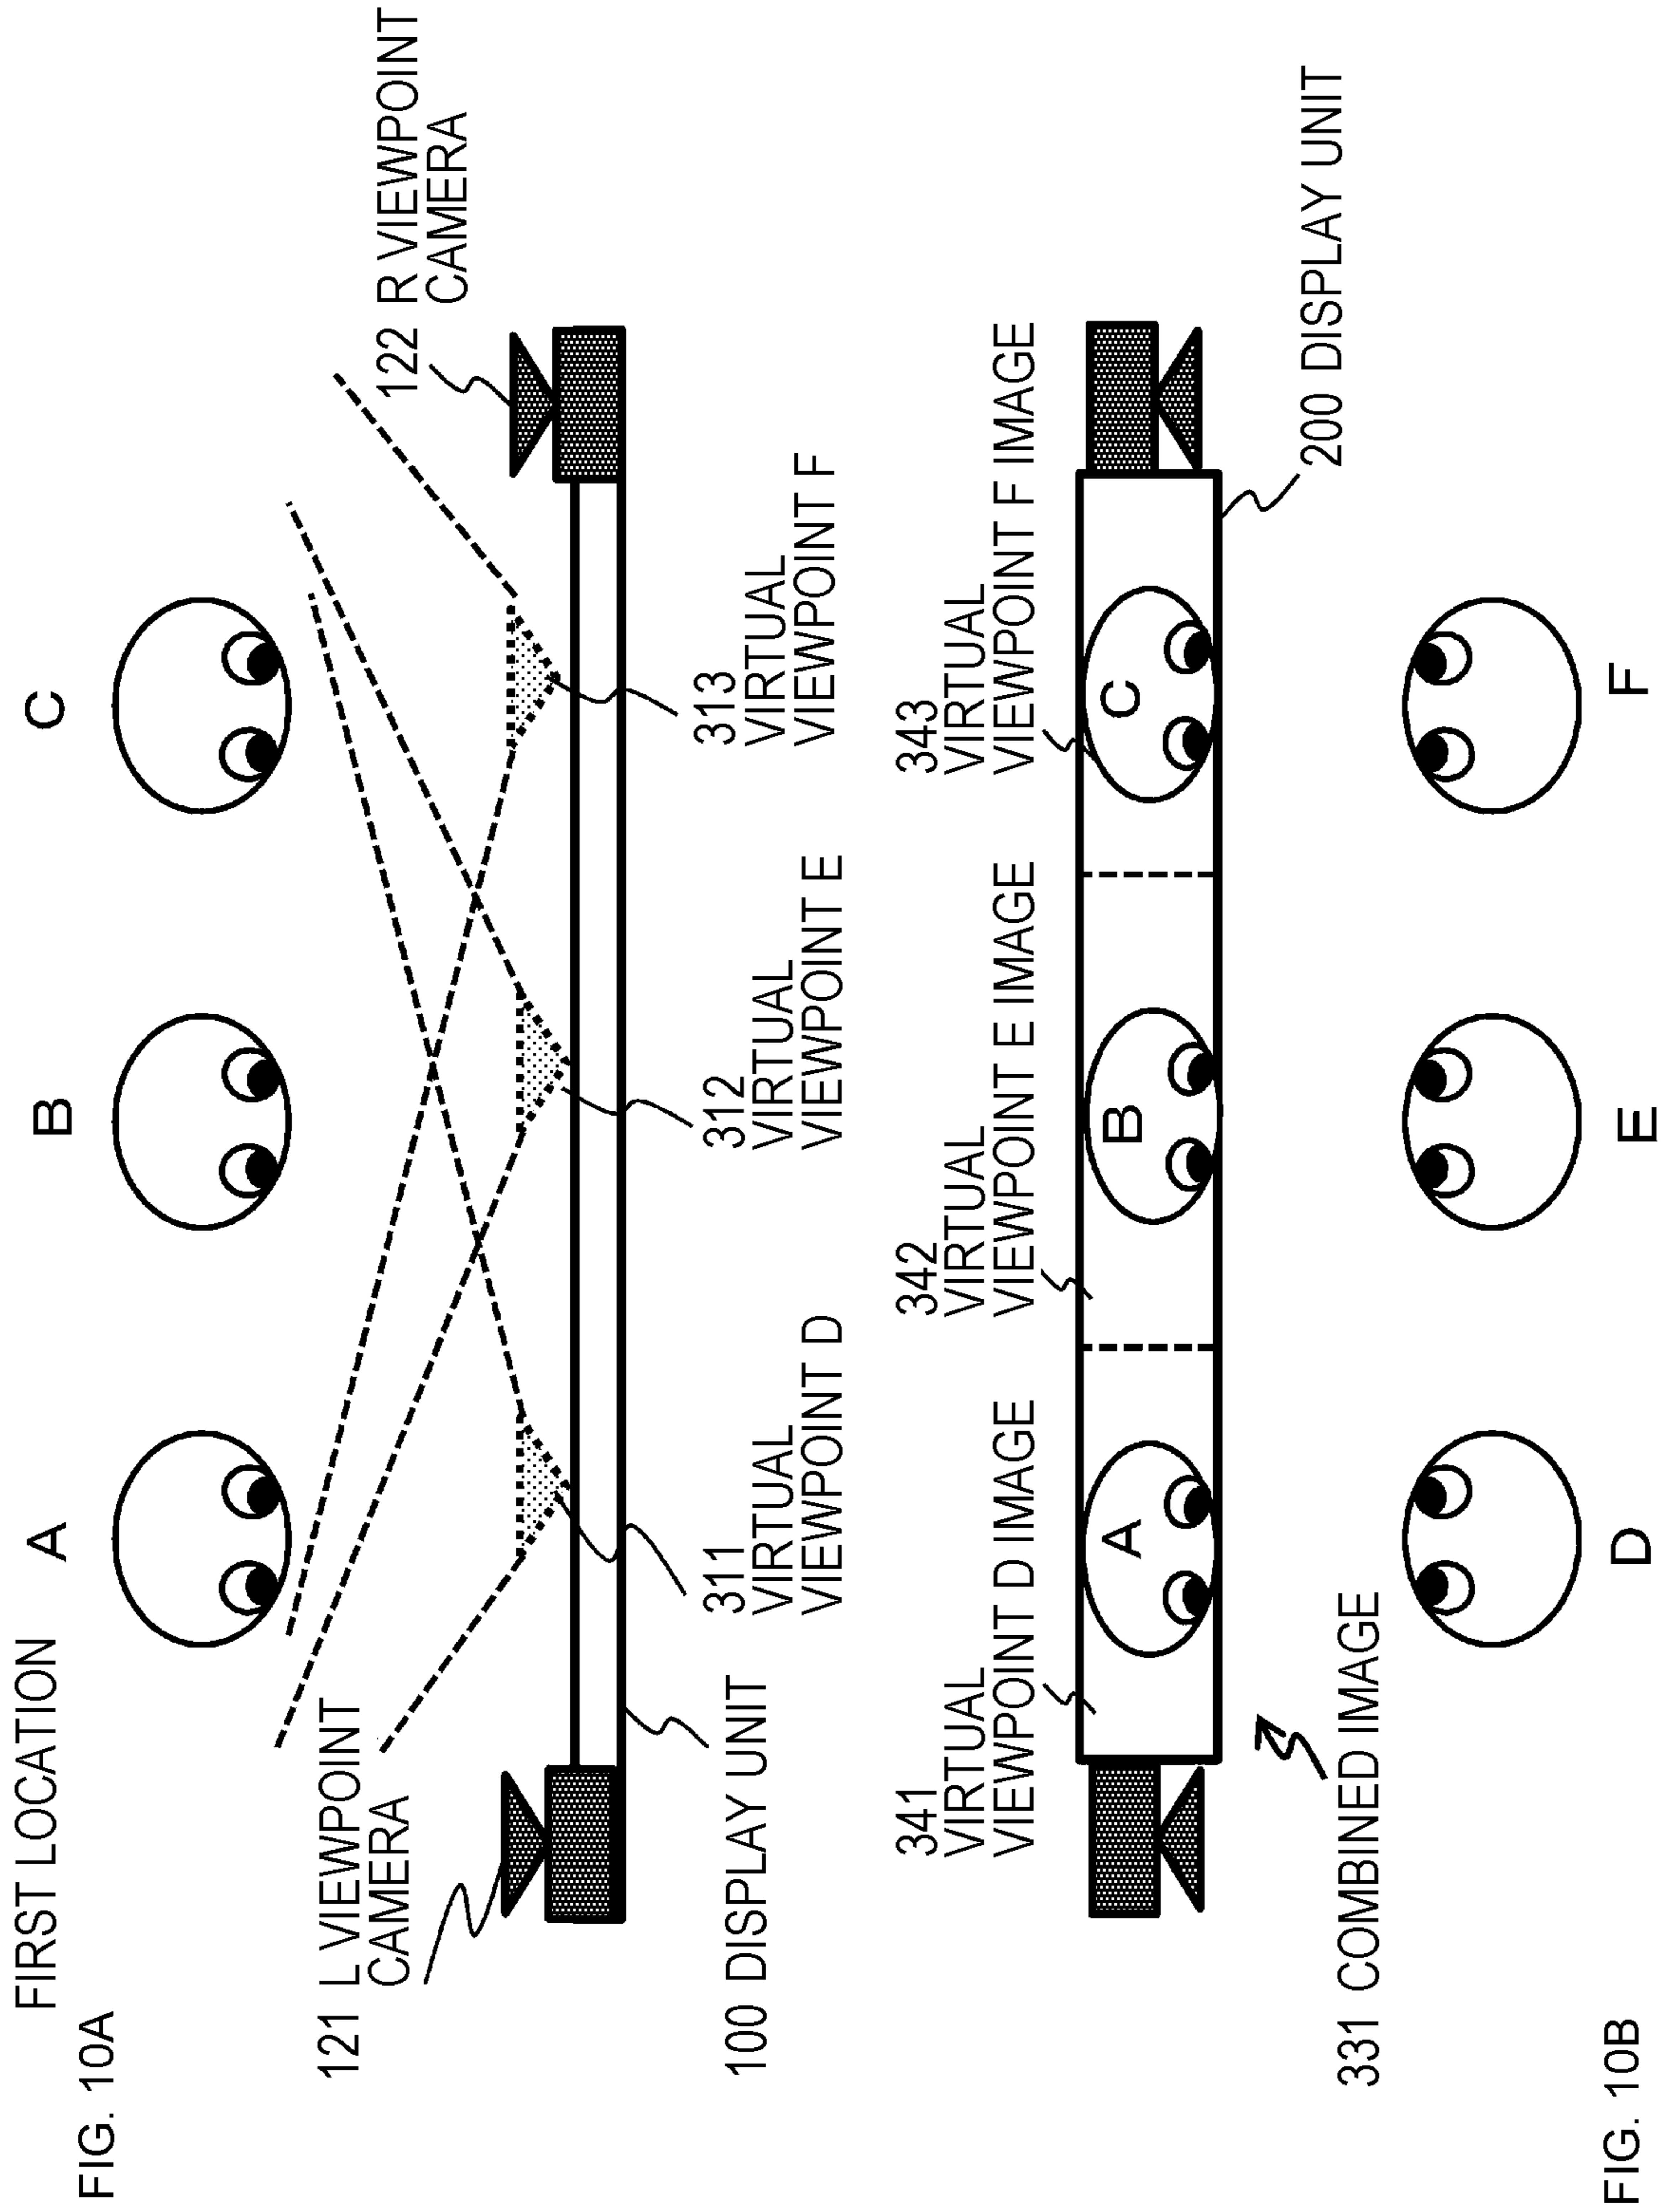 FIRST LOCATION
FIG. 10A
A
B
C
121 L VIEWPOINT
CAMERA
122 R VIEWPOINT
CAMERA
100 DISPLAY UNIT
311
VIRTUAL
VIEWPOINT D
312
VIRTUAL
VIEWPOINT E
313
VIRTUAL
VIEWPOINT F
341
VIRTUAL
VIEWPOINT D IMAGE
342
VIRTUAL
VIEWPOINT E IMAGE
343
VIRTUAL
VIEWPOINT F IMAGE
A
B
C
200 DISPLAY UNIT
331 COMBINED IMAGE
D
E
F
FIG. 10B